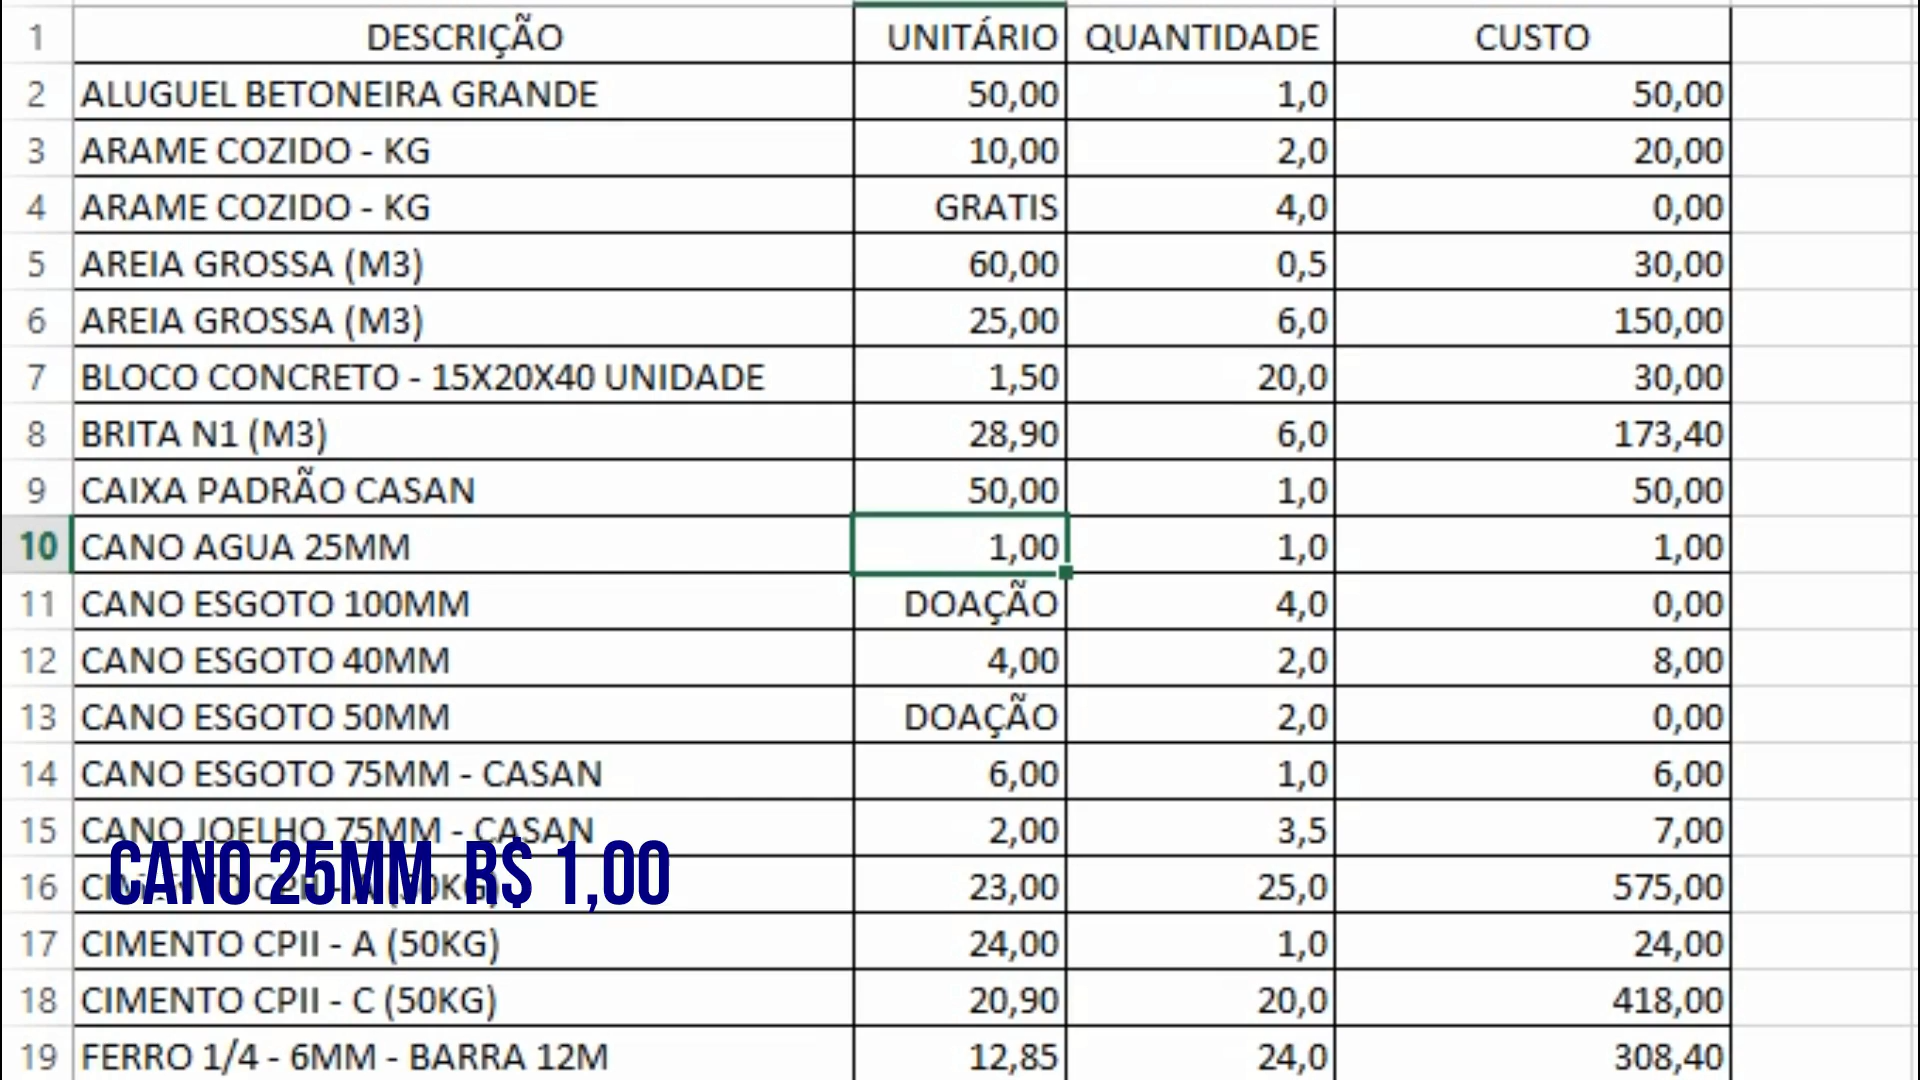 1 DESCRIÇÃO UNITÁRIO QUANTIDADE CUSTO
2 ALUGUEL BETONEIRA GRANDE 50,00 1,0 50,00
3 ARAME COZIDO - KG 10,00 2,0 20,00
4 ARAME COZIDO - KG GRATIS 4,0 0,00
5 AREIA GROSSA (M3) 60,00 0,5 30,00
6 AREIA GROSSA (M3) 25,00 6,0 150,00
7 BLOCO CONCRETO - 15X20X40 UNIDADE 1,50 20,0 30,00
8 BRITA N1 (M3) 28,90 6,0 173,40
9 CAIXA PADRÃO CASAN 50,00 1,0 50,00
10 CANO AGUA 25MM 1,00 1,0 1,00
11 CANO ESGOTO 100MM DOAÇÃO 4,0 0,00
12 CANO ESGOTO 40MM 4,00 2,0 8,00
13 CANO ESGOTO 50MM DOAÇÃO 2,0 0,00
14 CANO ESGOTO 75MM - CASAN 6,00 1,0 6,00
15 CANO JOELHO 75MM - CASAN 2,00 3,5 7,00
CANO 25MM R$ 1,00
16 23,00 25,0 575,00
17 CIMENTO CPII - A (50KG) 24,00 1,0 24,00
18 CIMENTO CPII - C (50KG) 20,90 20,0 418,00
19 FERRO 1/4 - 6MM - BARRA 12M 12,85 24,0 308,40